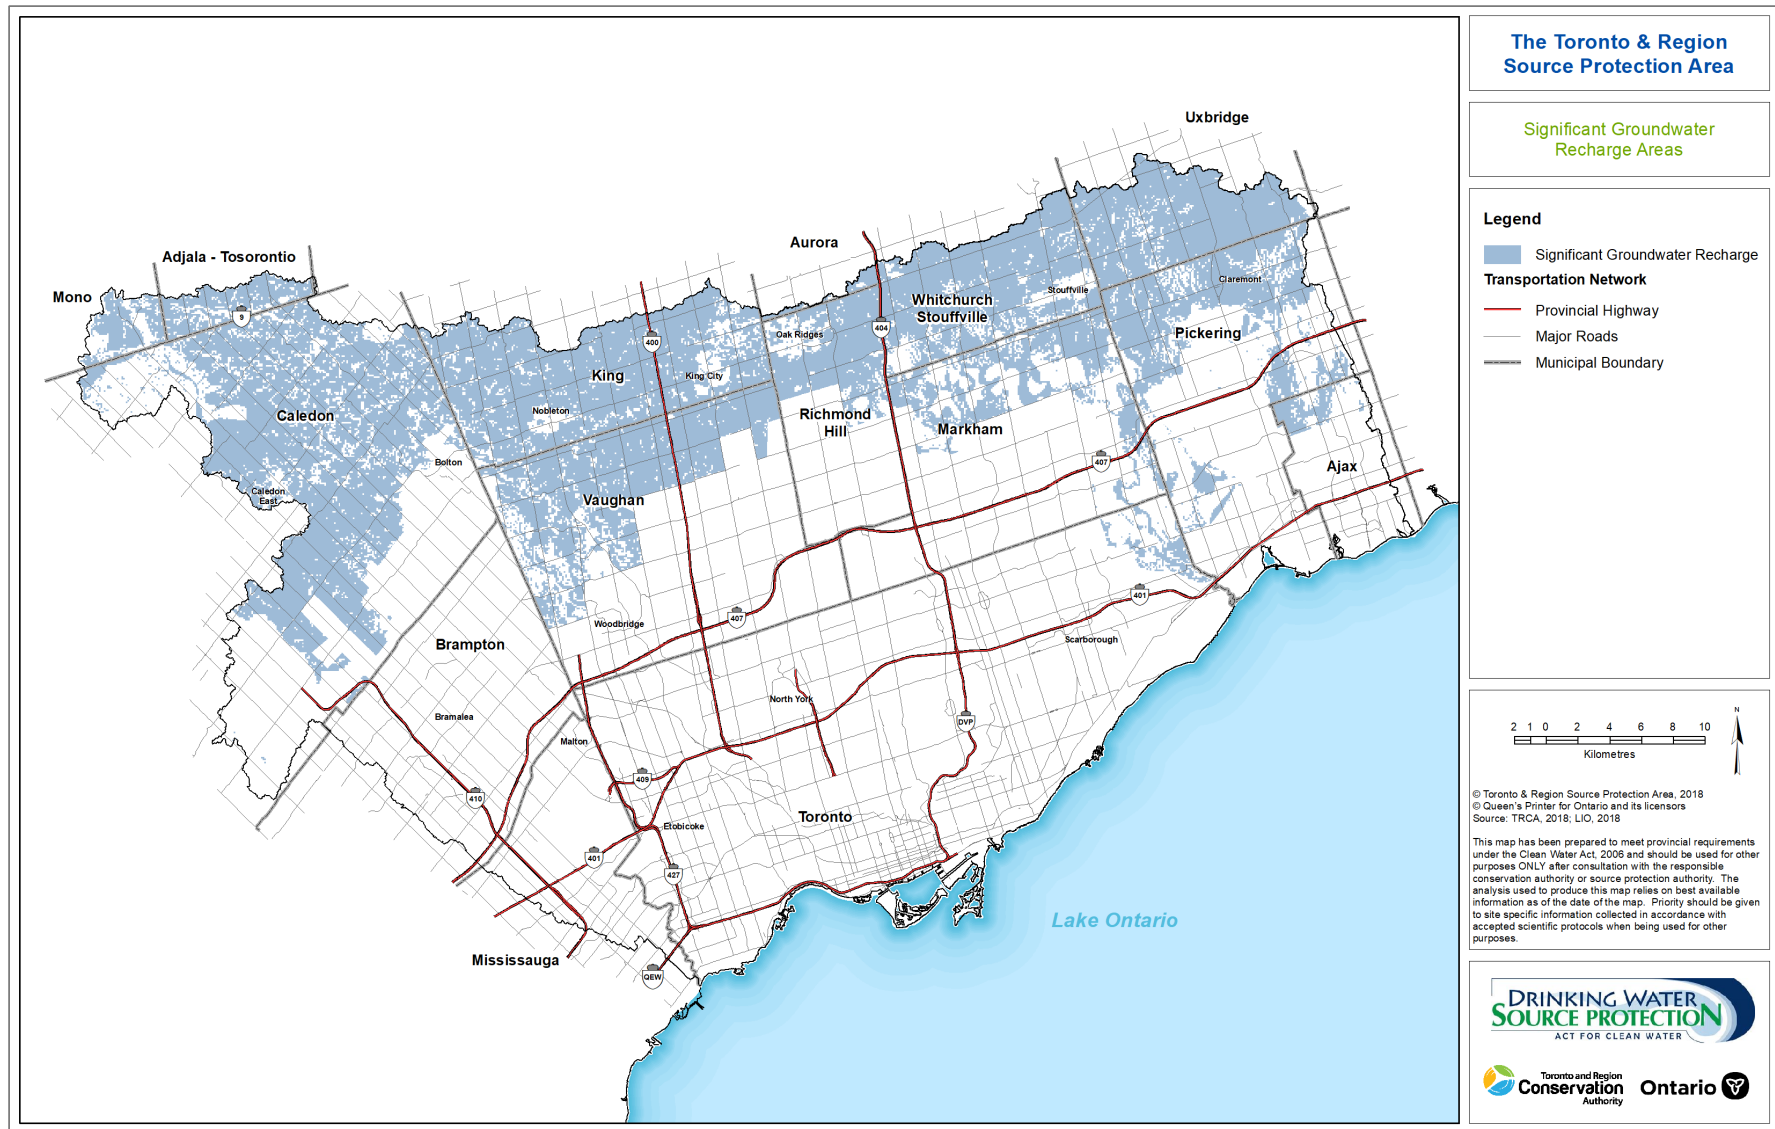 The Toronto & Region
Source Protection Area
Significant Groundwater
Recharge Areas
Legend
Significant Groundwater Recharge
Transportation Network
Provincial Highway
Major Roads
Municipal Boundary
2 1 0 2 4 6 8 10
Kilometres
N
© Toronto & Region Source Protection Area, 2018
© Queen's Printer for Ontario and its licensors
Source: TRCA, 2018; LIO, 2018
This map has been prepared to meet provincial requirements
under the Clean Water Act, 2006 and should be used for other
purposes ONLY after consultation with the responsible
conservation authority or source protection authority. The
analysis used to produce this map relies on best available
information as of the date of the map. Priority should be given
to site specific information collected in accordance with
accepted scientific protocols when being used for other
purposes.
DRINKING WATER
SOURCE PROTECTION
ACT FOR CLEAN WATER
Toronto and Region
Conservation
Authority
Ontario
Uxbridge
Aurora
Adjala - Tosorontio
Mono
9
Claremont
Stouffville
Whitchurch
Stouffville
404
Oak Ridges
Pickering
400
King
King City
Nobleton
Caledon
Richmond
Hill
Markham
Bolton
407
Ajax
Caledon
East
Vaughan
401
Woodbridge
407
Scarborough
Brampton
North York
Bramalea
DVP
Malton
409
410
Toronto
Etobicoke
401
427
Lake Ontario
Mississauga
QEW